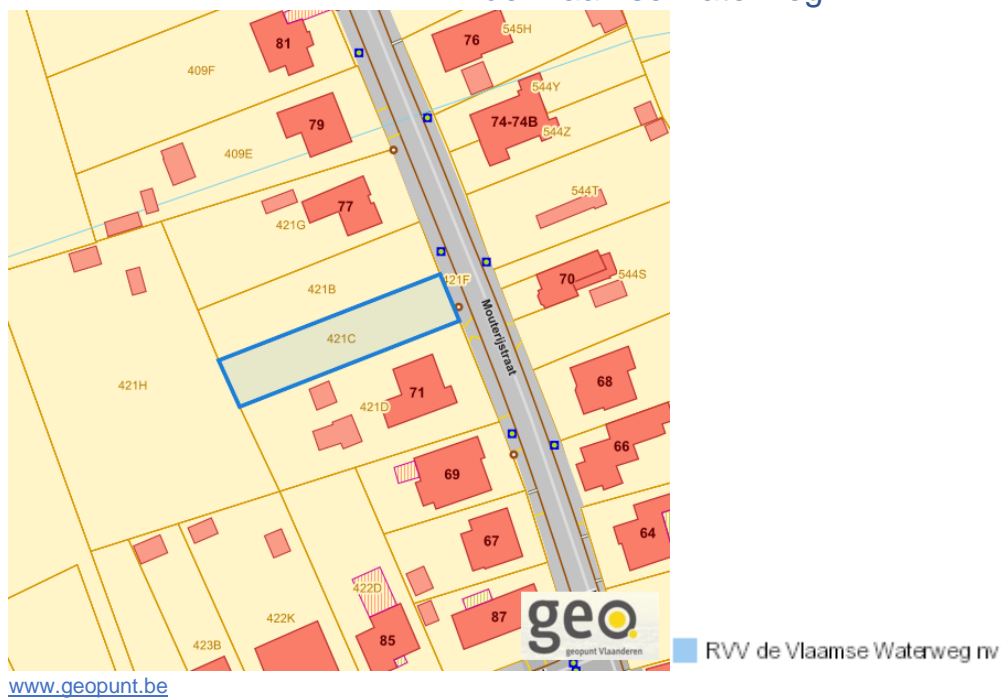 81
76
545H
409F
544Y
79
74-74B
544Z
409E
77
544T
421G
421B
421F
70
544S
Mouterijstraat
421C
421H
71
68
421D
66
69
67
64
422D
422K
87
85
423B
geo.
geopunt Vlaanderen
RVV de Vlaamse Waterweg nv
www.geopunt.be